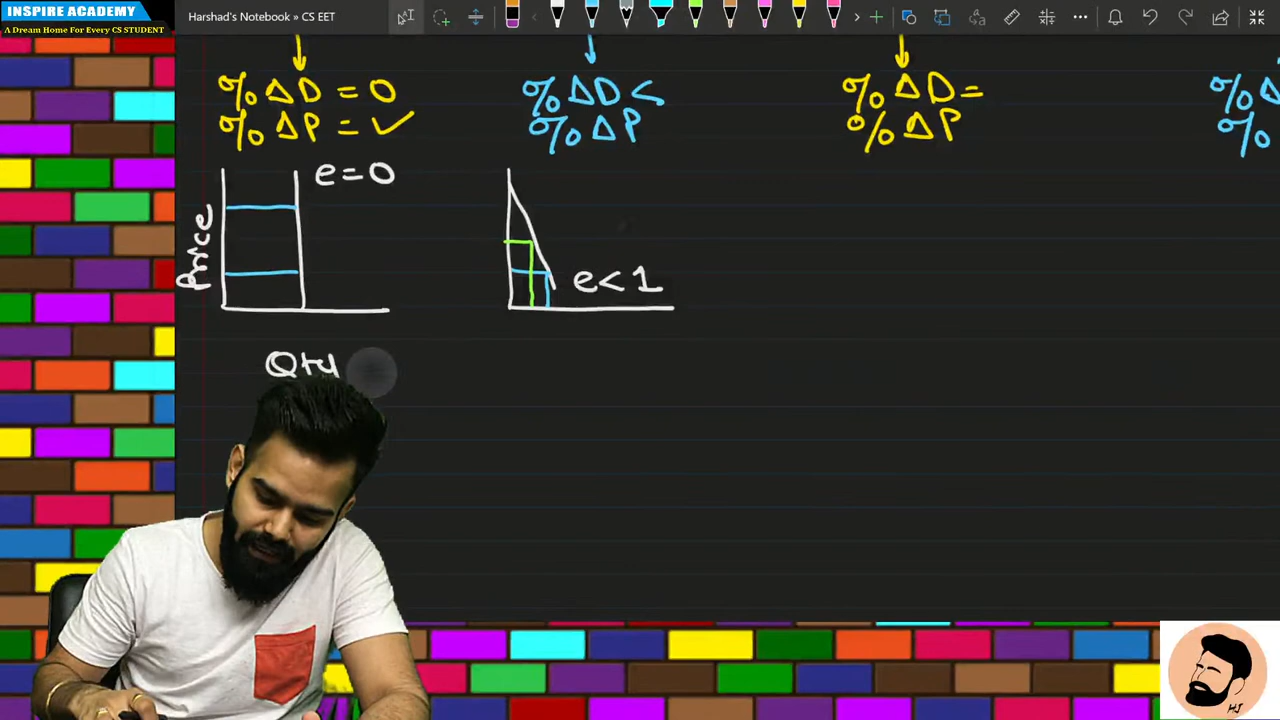 INSPIRE ACADEMY
A Dream Home For Every CS STUDENT
Harshad's Notebook » CS EET
%ΔD = 0
%ΔP = ✓
%ΔD <
%ΔP
%ΔD =
%ΔP
%Δ
%
e=0
Price
e<1
Qty
HJ